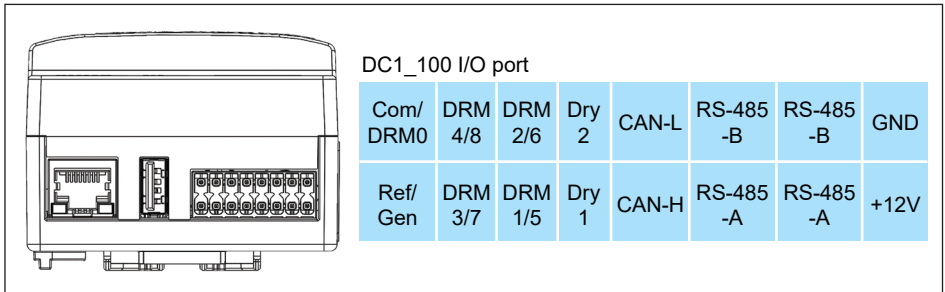 DC1_100 I/O port
Com/ DRM DRM Dry CAN-L RS-485 RS-485 GND
DRM0 4/8 2/6 2 -B -B
Ref/ DRM DRM Dry CAN-H RS-485 RS-485 +12V
Gen 3/7 1/5 1 -A -A